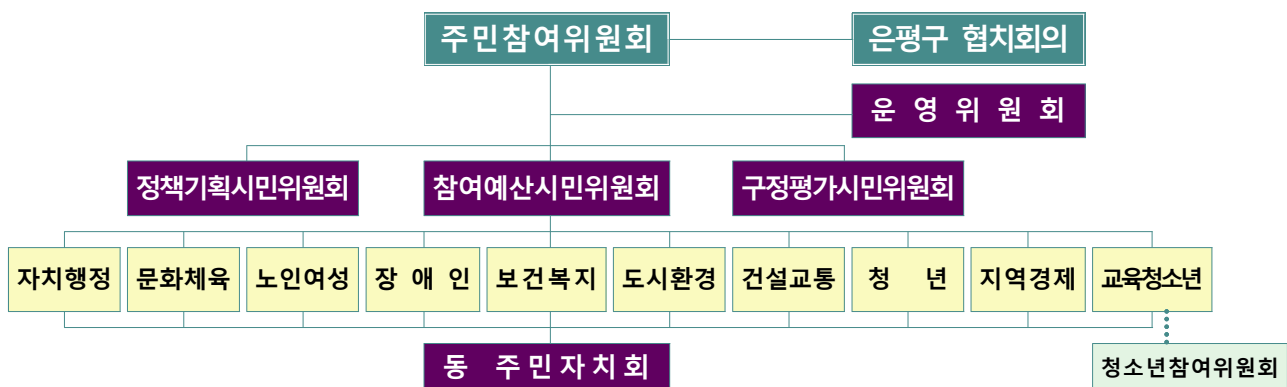 주민참여위원회
은평구 협치회의
운 영 위 원 회
정책기획시민위원회
참여예산시민위원회
구정평가시민위원회
자치행정
문화체육
노인여성
장 애 인
보건복지
도시환경
건설교통
청 년
지역경제
교육청소년
동 주민자치회
청소년참여위원회